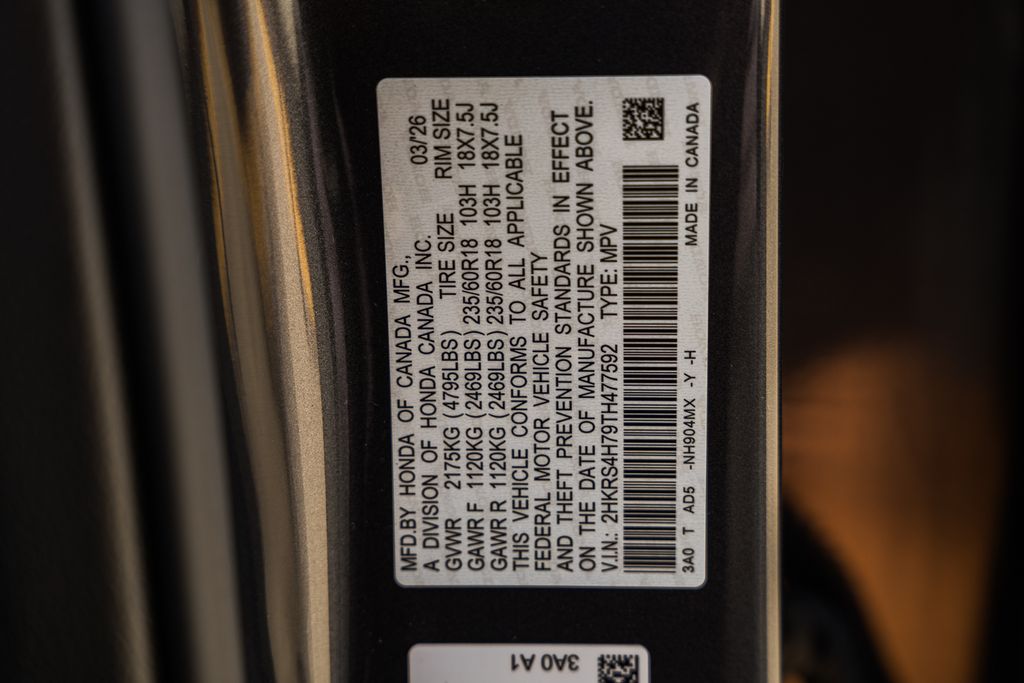 MFD.BY HONDA OF CANADA MFG.,
A DIVISION OF HONDA CANADA INC. 03/'26
GVWR 2175KG (4795LBS) TIRE SIZE RIM SIZE
GAWR F 1120KG (2469LBS) 235/60R18 103H 18X7.5J
GAWR R 1120KG (2469LBS) 235/60R18 103H 18X7.5J
THIS VEHICLE CONFORMS TO ALL APPLICABLE
FEDERAL MOTOR VEHICLE SAFETY
AND THEFT PREVENTION STANDARDS IN EFFECT
ON THE DATE OF MANUFACTURE SHOWN ABOVE.
V.I.N.: 2HKRS4H79TH477592 TYPE: MPV
3A0 T AD5 -NH904MX -Y -H MADE IN CANADA
3A0 A1